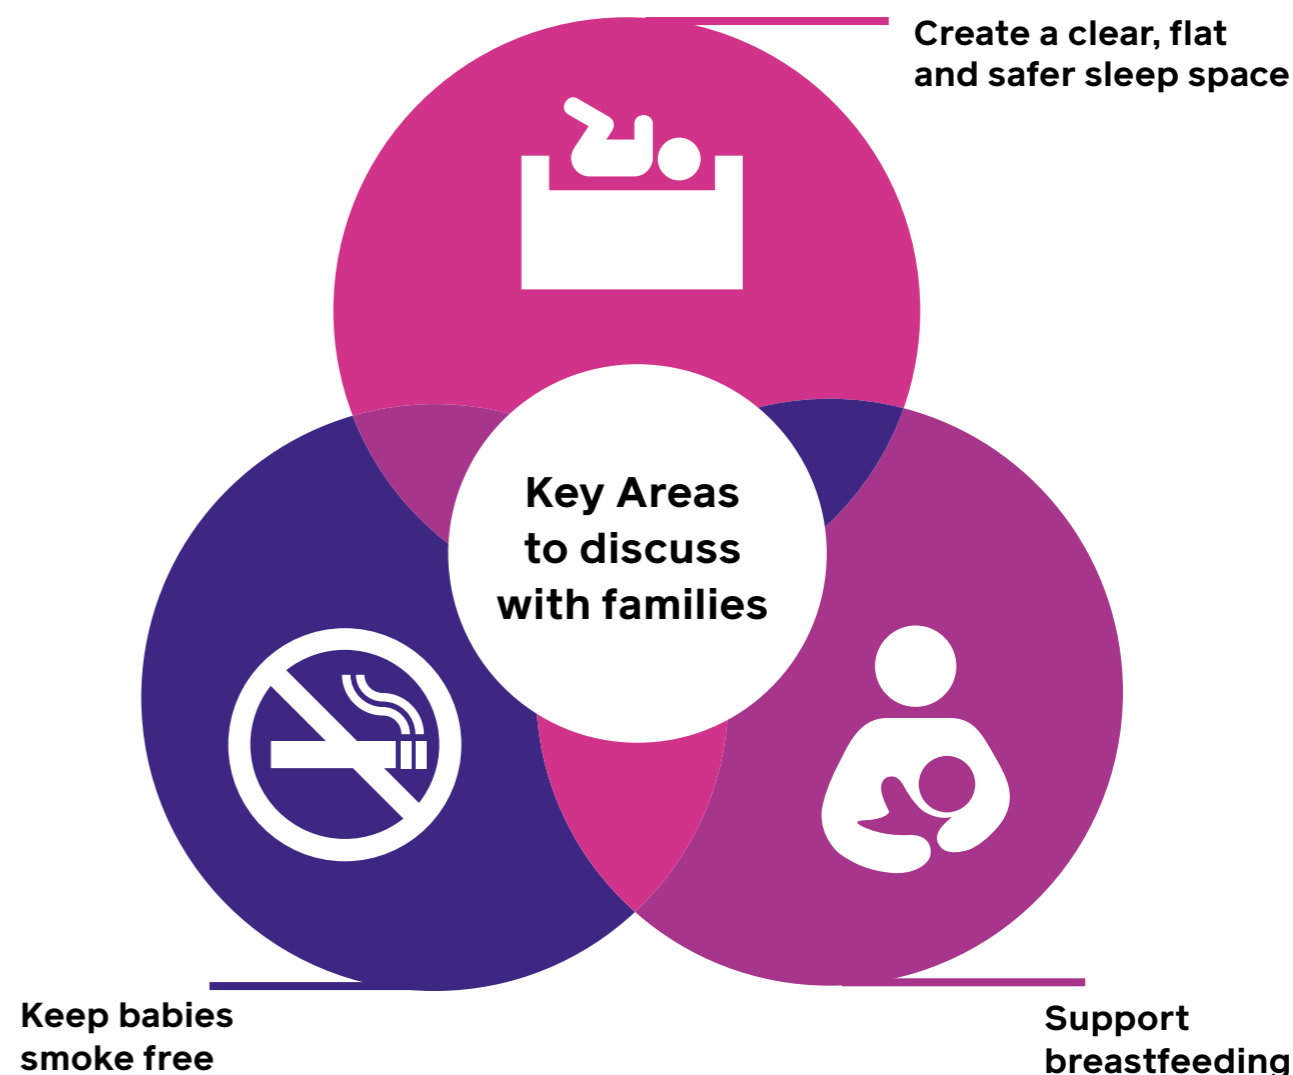 Create a clear, flat
and safer sleep space
Key Areas
to discuss
with families
Keep babies
smoke free
Support
breastfeeding